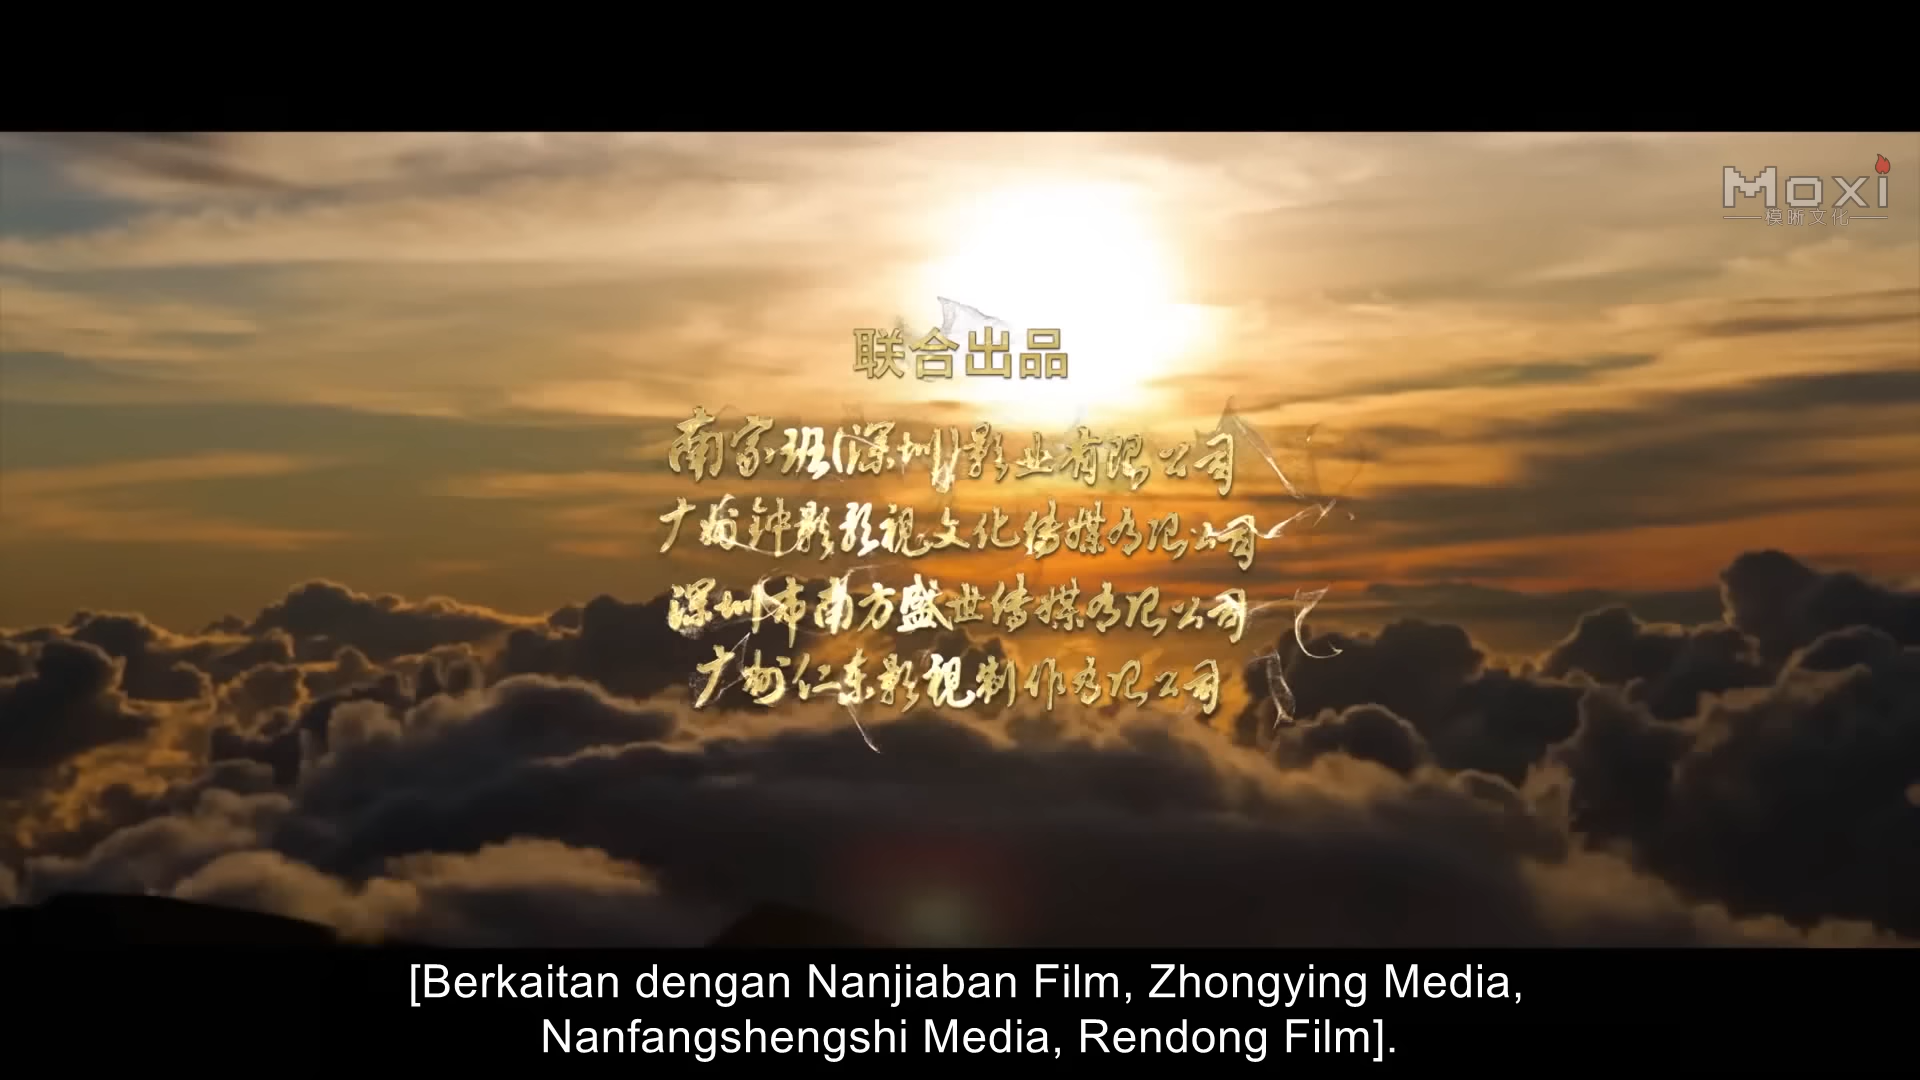 Moxi
模晰文化
联合出品
南家班(深圳)影业有限公司
广州钟影影视文化传媒有限公司
深圳市南方盛世传媒有限公司
广州仁东影视制作有限公司
[Berkaitan dengan Nanjiaban Film, Zhongying Media,
Nanfangshengshi Media, Rendong Film].